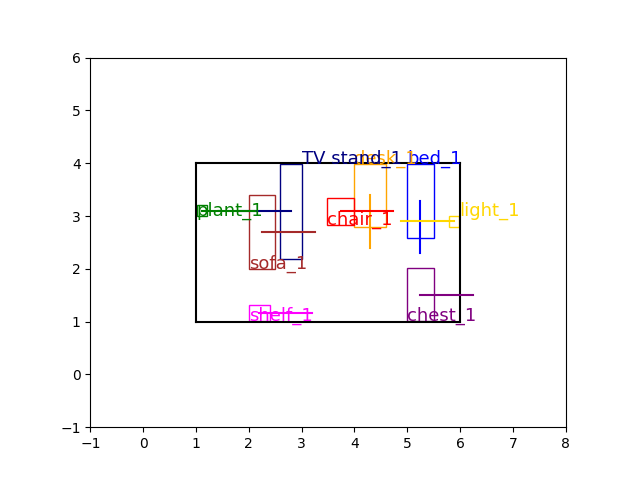 6
5
4
3
2
1
0
−1
TV stand_1
desk_1
bed_1
plant_1
light_1
chair_1
sofa_1
shelf_1
chest_1
−1 0 1 2 3 4 5 6 7 8